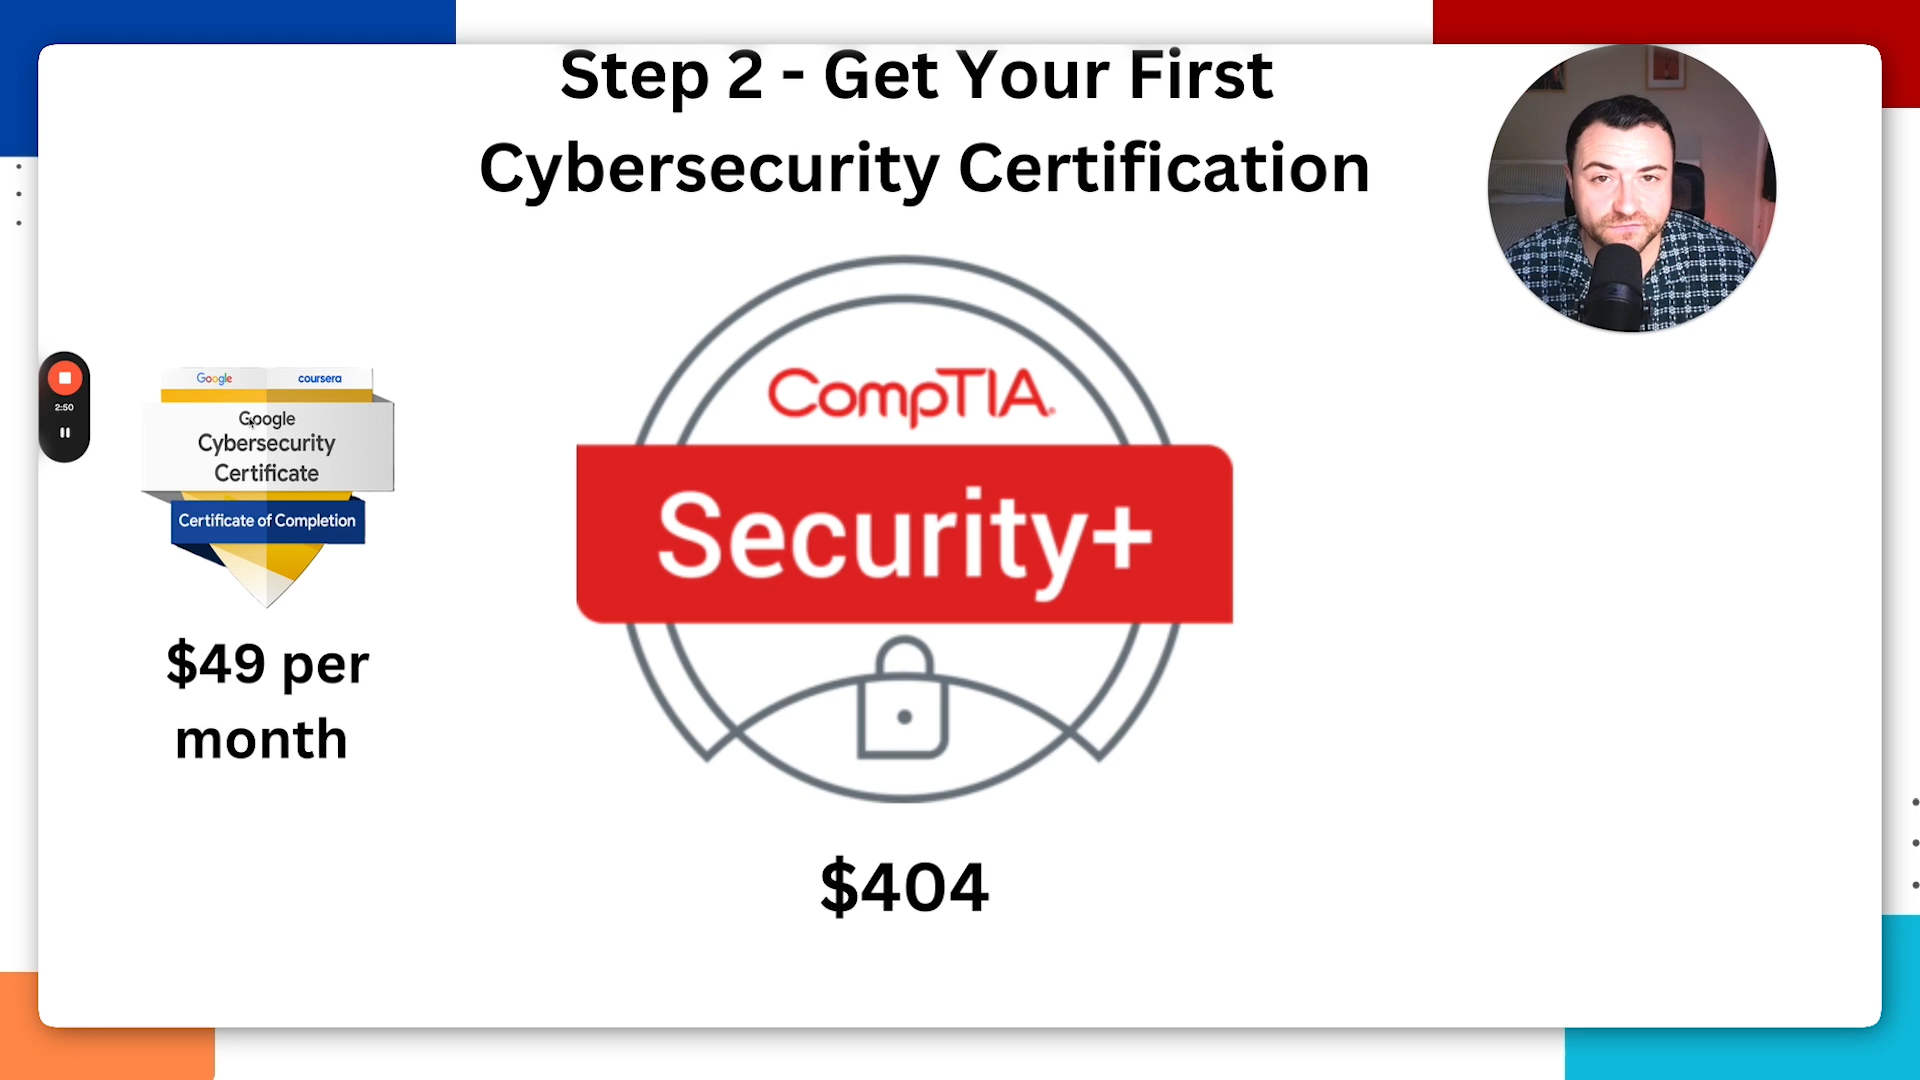 Step 2 - Get Your First
Cybersecurity Certification
Google
coursera
Google
Cybersecurity
Certificate
Certificate of Completion
$49 per
month
2:50
CompTIA.
Security+
$404